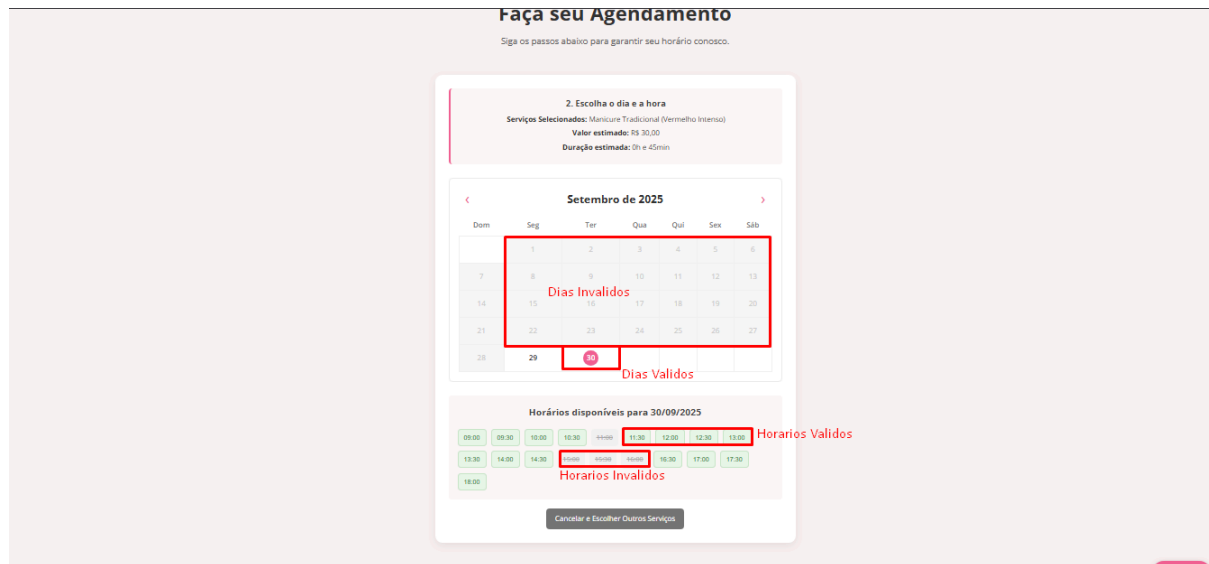 Faça seu Agendamento
Siga os passos abaixo para garantir seu horário conosco.
2. Escolha o dia e a hora
Serviços Selecionados: Manicure Tradicional (Vermelho Intenso)
Valor estimado: R$ 30,00
Duração estimada: 0h e 45min
‹ Setembro de 2025 ›
Dom Seg Ter Qua Qui Sex Sáb
1 2 3 4 5 6
7 8 9 10 11 12 13
Dias Invalidos
14 15 16 17 18 19 20
21 22 23 24 25 26 27
28 29 30
Dias Validos
Horários disponíveis para 30/09/2025
09:00 09:30 10:00 10:30 11:00 11:30 12:00 12:30 13:00 Horarios Validos
13:30 14:00 14:30 15:00 15:30 16:00 16:30 17:00 17:30
Horarios Invalidos
18:00
Cancelar e Escolher Outros Serviços